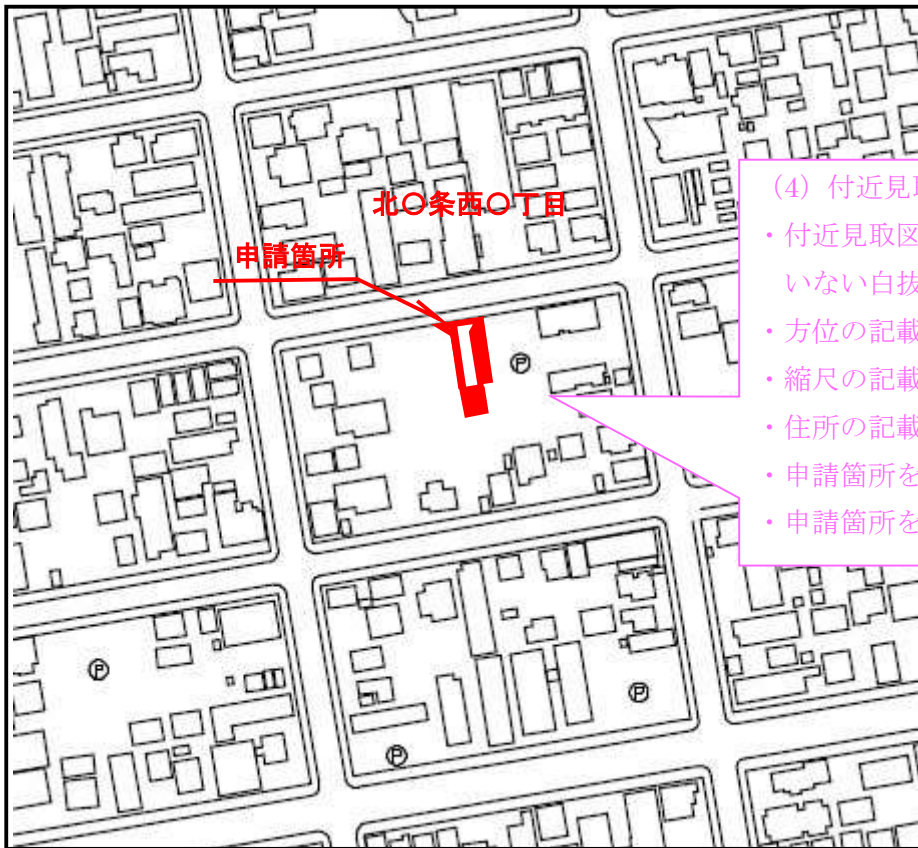 北〇条西〇丁目
申請箇所
Ⓟ
Ⓟ
Ⓟ
Ⓟ
(4) 付近見
・付近見取図
いない白抜
・方位の記載
・縮尺の記載
・住所の記載
・申請箇所を
・申請箇所を